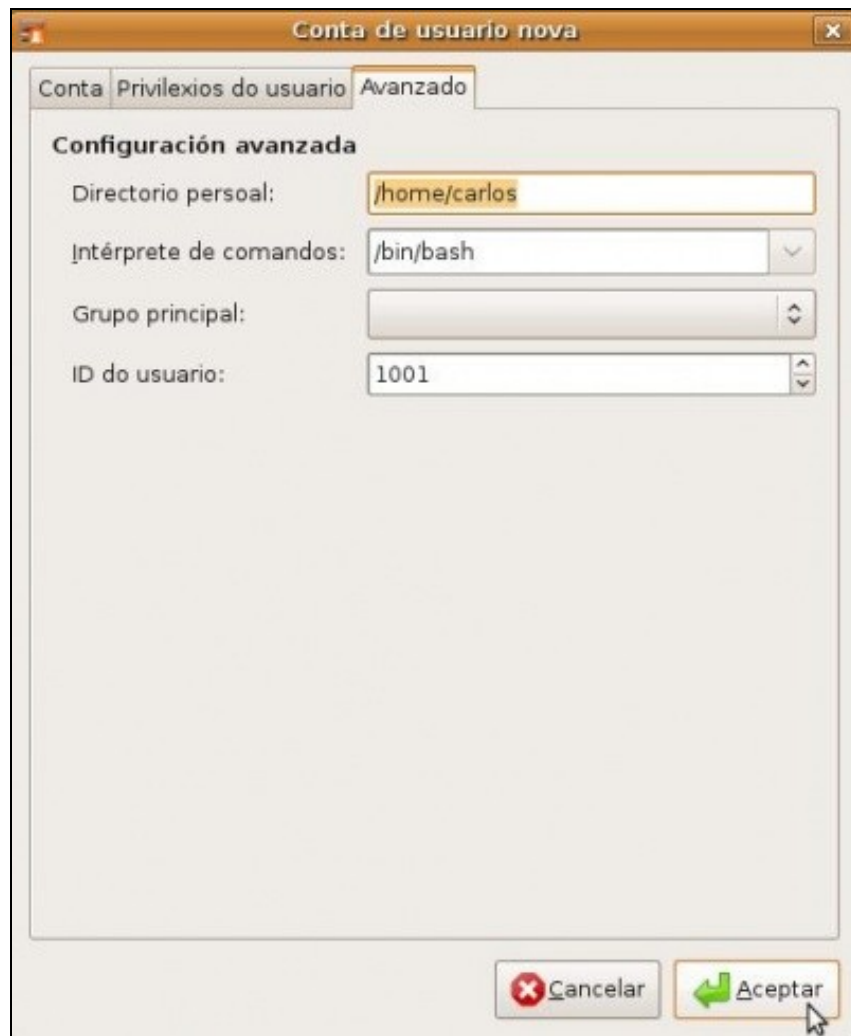 Conta de usuario nova
Conta Privilexios do usuario Avanzado
Configuración avanzada
Directorio persoal: /home/carlos
Intérprete de comandos: /bin/bash
Grupo principal:
ID do usuario: 1001
Cancelar Aceptar